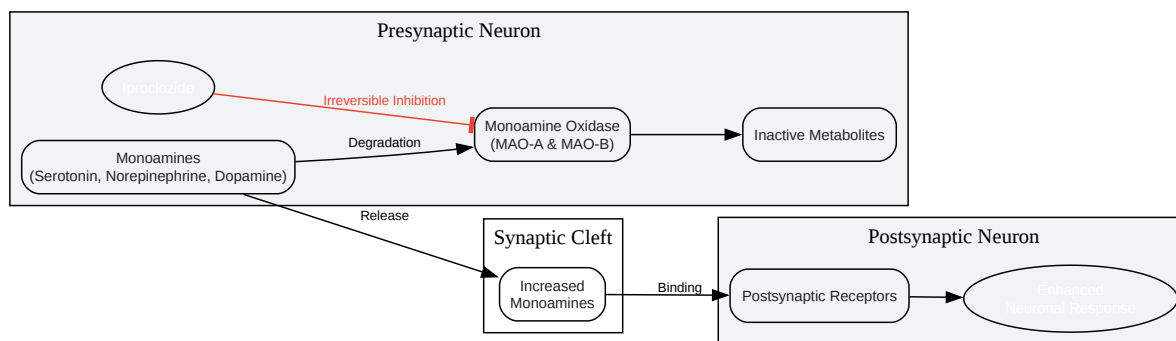 Presynaptic Neuron
Iproclozide
Irreversible Inhibition
Monoamine Oxidase
(MAO-A & MAO-B)
Inactive Metabolites
Degradation
Monoamines
(Serotonin, Norepinephrine, Dopamine)
Release
Synaptic Cleft
Increased
Monoamines
Binding
Postsynaptic Neuron
Postsynaptic Receptors
Enhanced
Neuronal Response